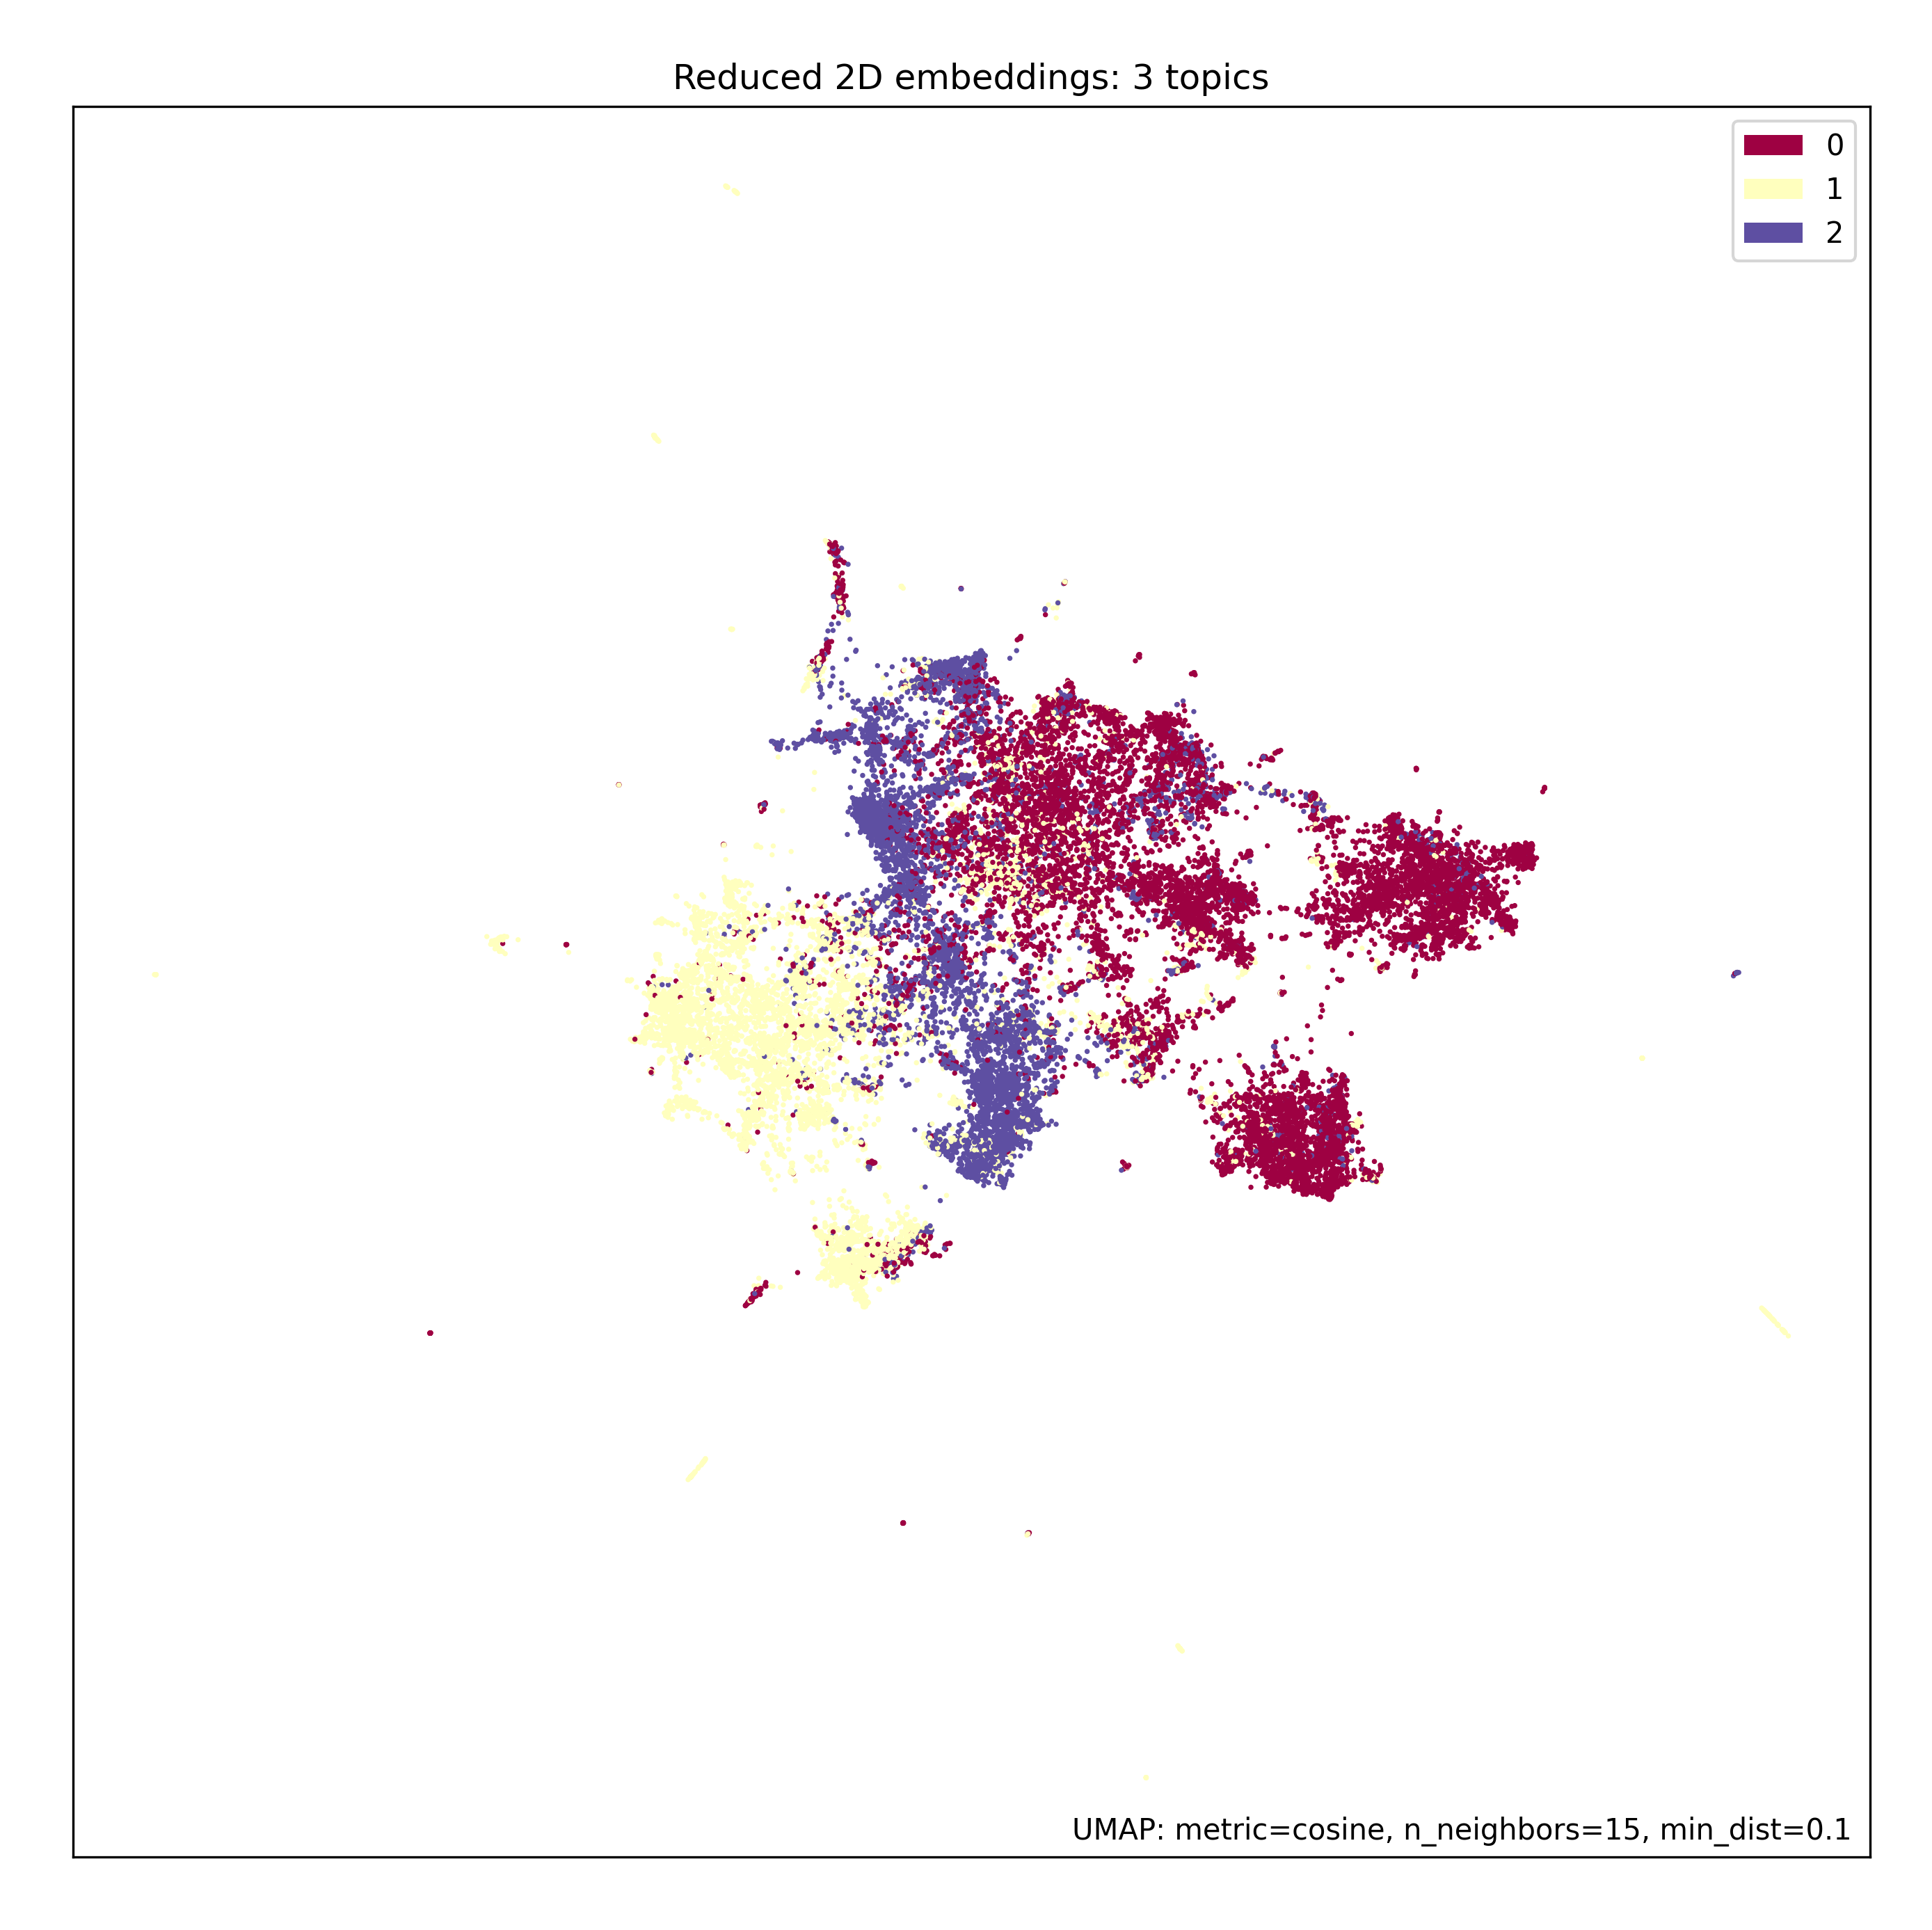 Reduced 2D embeddings: 3 topics
0
1
2
UMAP: metric=cosine, n_neighbors=15, min_dist=0.1